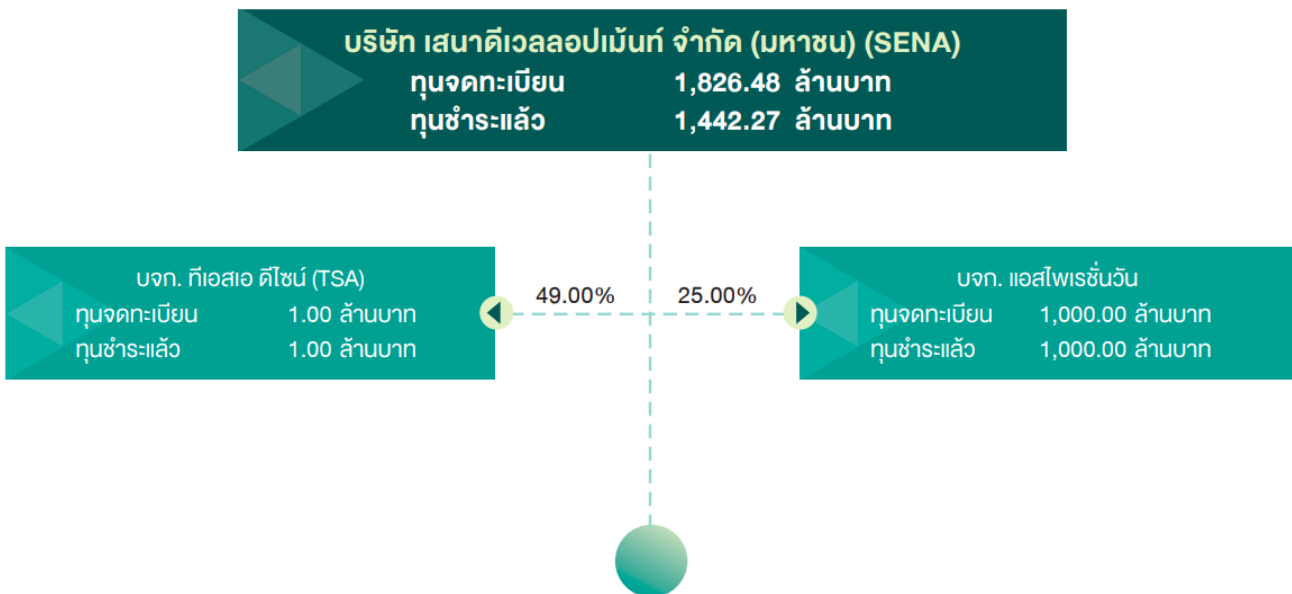 บริษัท เสนาดีเวลลอปเม้นท์ จำกัด (มหาชน) (SENA)
ทุนจดทะเบียน 1,826.48 ล้านบาท
ทุนชำระแล้ว 1,442.27 ล้านบาท
บจก. ทีเอสเอ ดีไซน์ (TSA)
ทุนจดทะเบียน 1.00 ล้านบาท
ทุนชำระแล้ว 1.00 ล้านบาท
49.00%
25.00%
บจก. แอสไพเรชั่นวัน
ทุนจดทะเบียน 1,000.00 ล้านบาท
ทุนชำระแล้ว 1,000.00 ล้านบาท